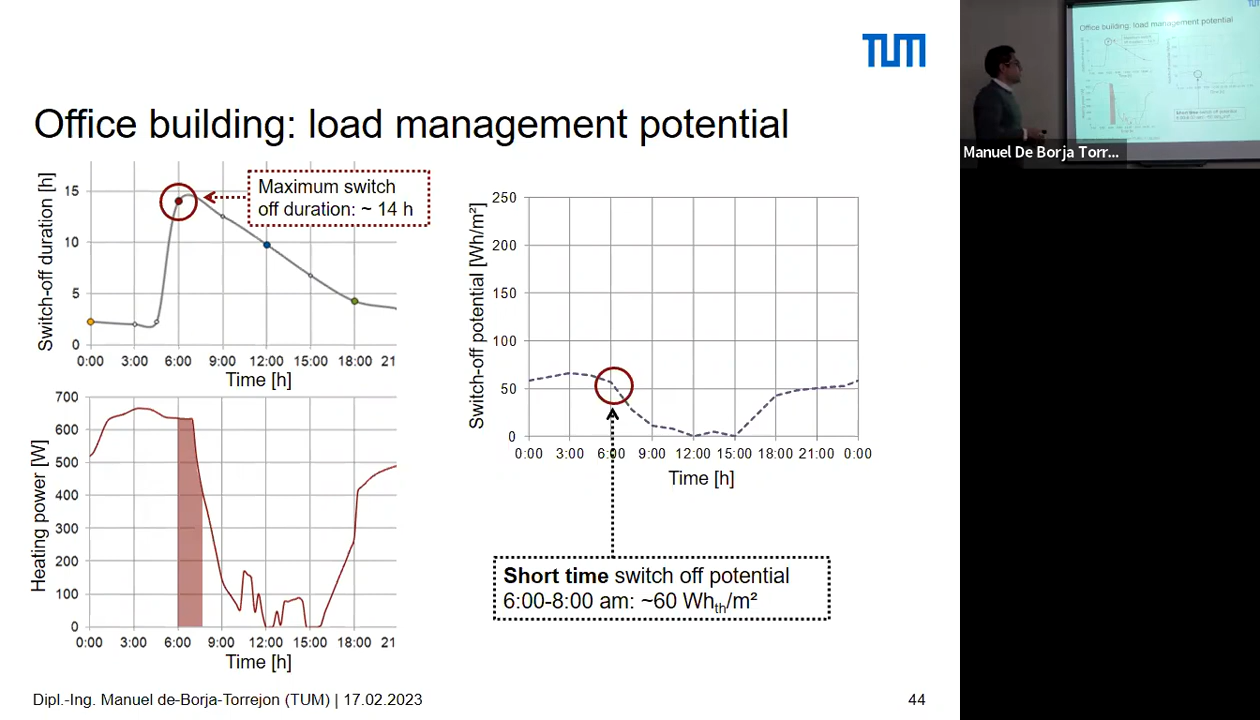 TUM
Office building: load management potential
Switch-off duration [h]
15
10
5
0
0:00 3:00 6:00 9:00 12:00 15:00 18:00 21
Time [h]
Maximum switch
off duration: ~ 14 h
Heating power [W]
700
600
500
400
300
200
100
0
0:00 3:00 6:00 9:00 12:00 15:00 18:00 21
Time [h]
Switch-off potential [Wh/m²]
250
200
150
100
50
0
0:00 3:00 6:00 9:00 12:00 15:00 18:00 21:00 0:00
Time [h]
Short time switch off potential
6:00-8:00 am: ~60 Whth/m²
Dipl.-Ing. Manuel de-Borja-Torrejon (TUM) | 17.02.2023
44
Office building: load management potential
Manuel De Borja Torr...